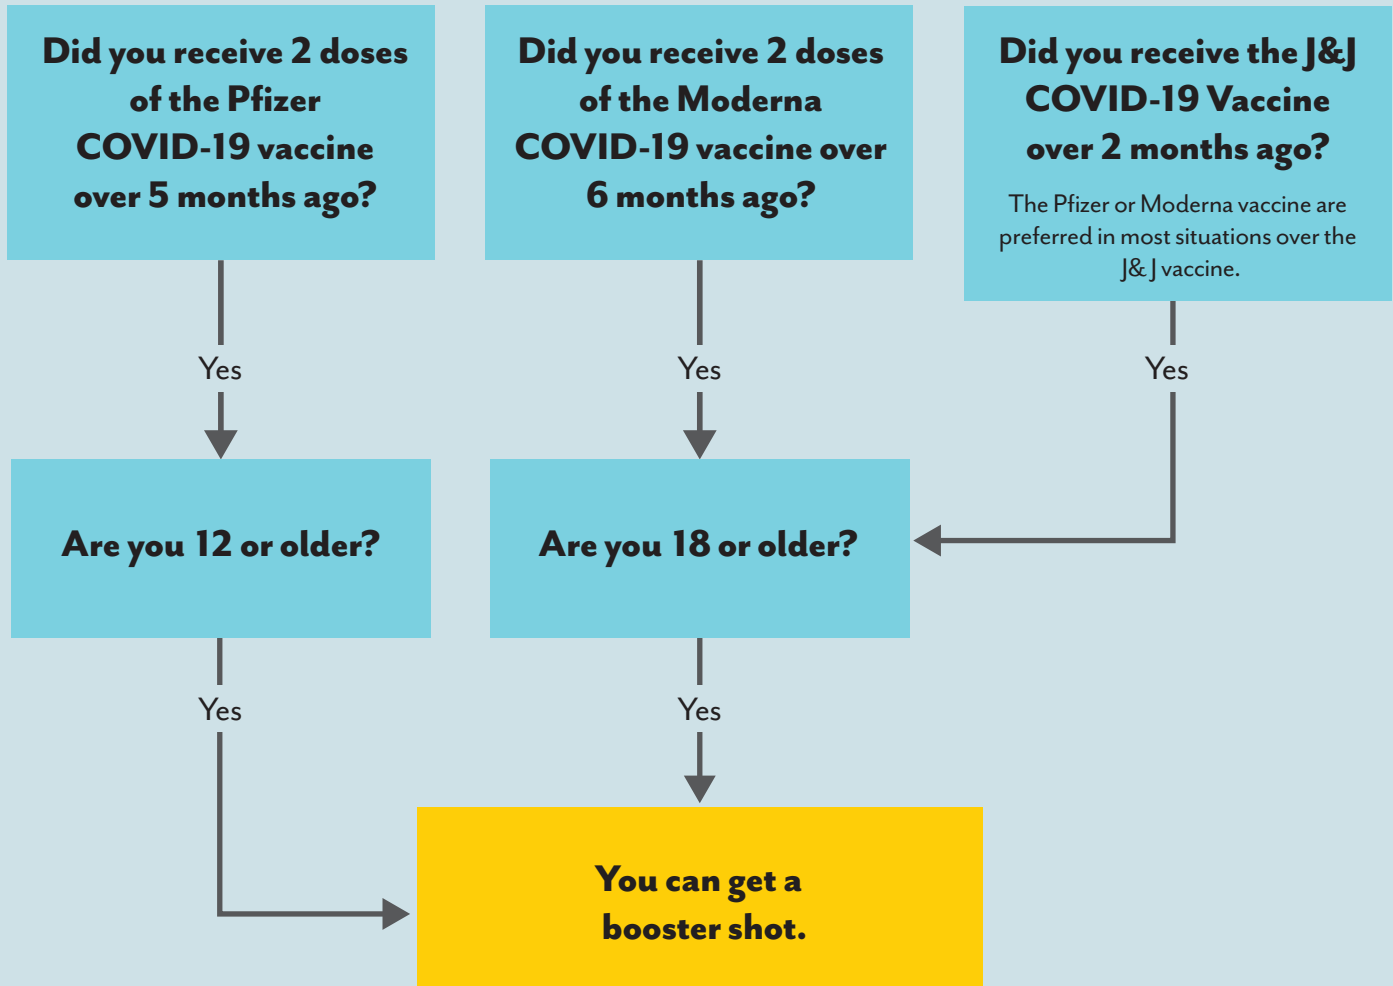 Did you receive 2 doses
of the Pfizer
COVID-19 vaccine
over 5 months ago?
Did you receive 2 doses
of the Moderna
COVID-19 vaccine over
6 months ago?
Did you receive the J&J
COVID-19 Vaccine
over 2 months ago?
The Pfizer or Moderna vaccine are
preferred in most situations over the
J& J vaccine.
Yes
Yes
Yes
Are you 12 or older?
Are you 18 or older?
Yes
Yes
You can get a
booster shot.